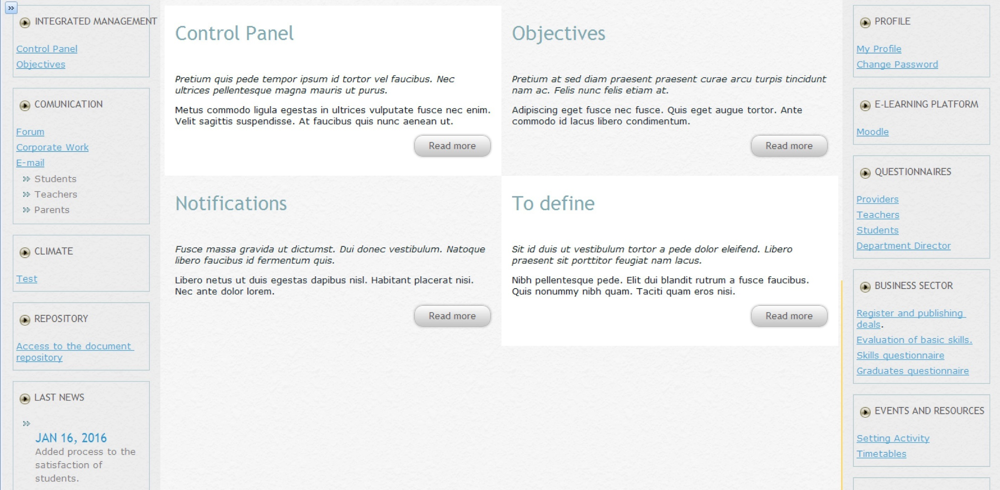 INTEGRATED MANAGEMENT
Control Panel
Objectives
COMUNICATION
Forum
Corporate Work
E-mail
Students
Teachers
Parents
CLIMATE
Test
REPOSITORY
Access to the document
repository
LAST NEWS
JAN 16, 2016
Added process to the
satisfaction of
students.
Control Panel
Pretium quis pede tempor ipsum id tortor vel faucibus. Nec
ultrices pellentesque magna mauris ut purus.
Metus commodo ligula egestas in ultrices vulputate fusce nec enim.
Velit sagittis suspendisse. At faucibus quis nunc aenean ut.
Read more
Objectives
Pretium at sed diam praesent praesent curae arcu turpis tincidunt
nam ac. Felis nunc felis etiam at.
Adipiscing eget fusce nec fusce. Quis eget augue tortor. Ante
commodo id lacus libero condimentum.
Read more
Notifications
Fusce massa gravida ut dictumst. Dui donec vestibulum. Natoque
libero faucibus id fermentum quis.
Libero netus ut duis egestas dapibus nisl. Habitant placerat nisi.
Nec ante dolor lorem.
Read more
To define
Sit id duis ut vestibulum tortor a pede dolor eleifend. Libero
praesent sit porttitor feugiat nam lacus.
Nibh pellentesque pede. Elit dui blandit rutrum a fusce faucibus.
Quis nonummy nibh quam. Taciti quam eros nisi.
Read more
PROFILE
My Profile
Change Password
E-LEARNING PLATFORM
Moodle
QUESTIONNAIRES
Providers
Teachers
Students
Department Director
BUSINESS SECTOR
Register and publishing
deals.
Evaluation of basic skills.
Skills questionnaire
Graduates questionnaire
EVENTS AND RESOURCES
Setting Activity
Timetables